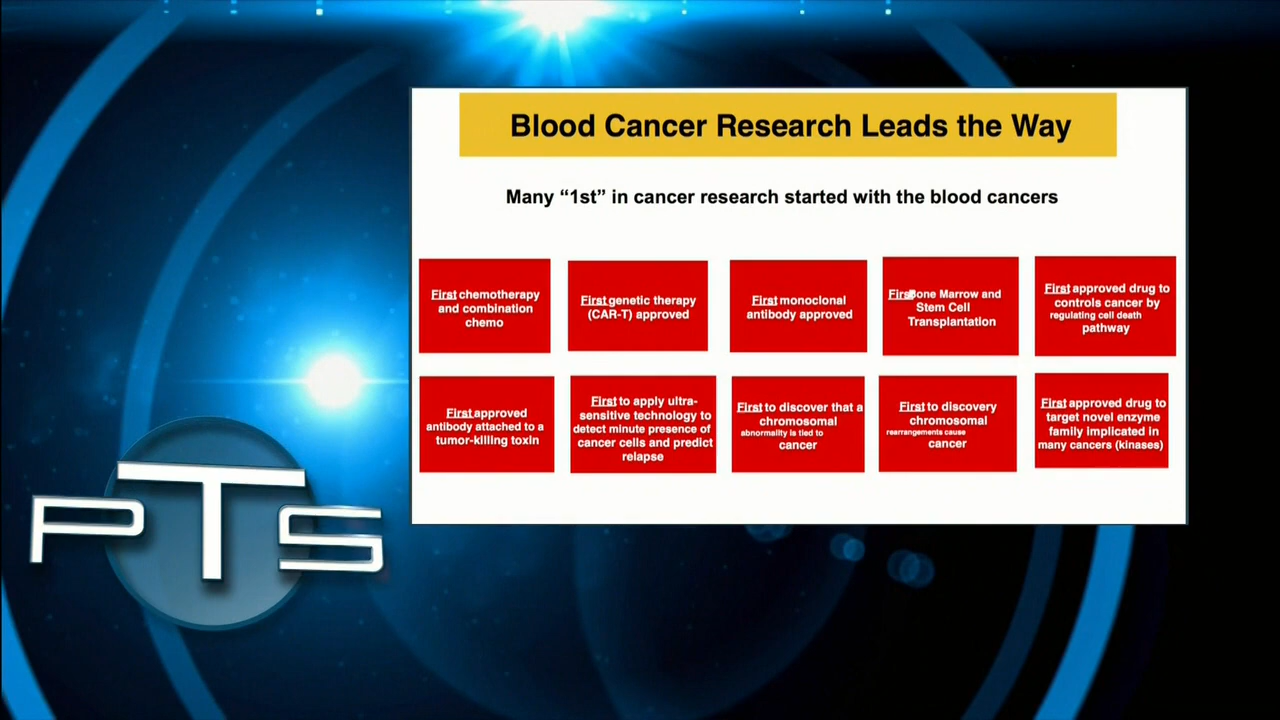 Blood Cancer Research Leads the Way
Many “1st” in cancer research started with the blood cancers
First chemotherapy
and combination
chemo
First genetic therapy
(CAR-T) approved
First monoclonal
antibody approved
First Bone Marrow and
Stem Cell
Transplantation
First approved drug to
controls cancer by
regulating cell death
pathway
First approved
antibody attached to a
tumor-killing toxin
First to apply ultra-
sensitive technology to
detect minute presence of
cancer cells and predict
relapse
First to discover that a
chromosomal
abnormality is tied to
cancer
First to discovery
chromosomal
rearrangements cause
cancer
First approved drug to
target novel enzyme
family implicated in
many cancers (kinases)
PTS